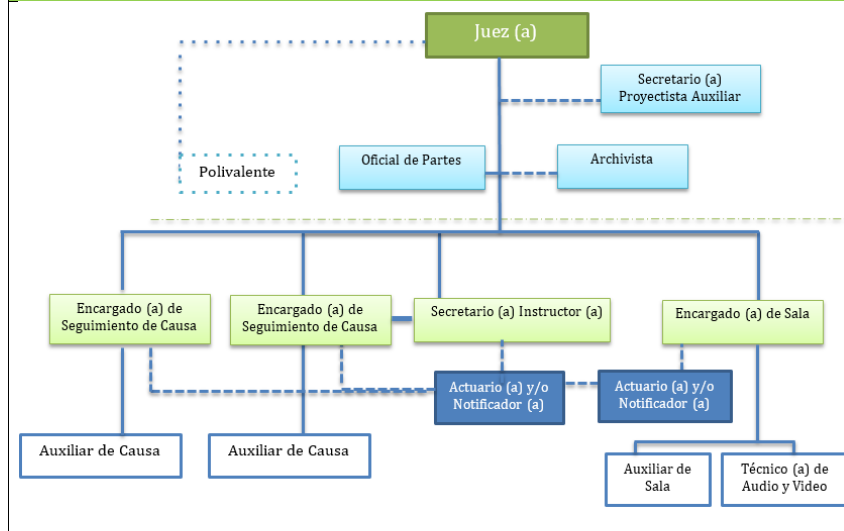 Juez (a)
Secretario (a)
Proyectista Auxiliar
Oficial de Partes
Archivista
Polivalente
Encargado (a) de
Seguimiento de Causa
Encargado (a) de
Seguimiento de Causa
Secretario (a) Instructor (a)
Encargado (a) de Sala
Actuario (a) y/o
Notificador (a)
Actuario (a) y/o
Notificador (a)
Auxiliar de Causa
Auxiliar de Causa
Auxiliar de
Sala
Técnico (a) de
Audio y Video